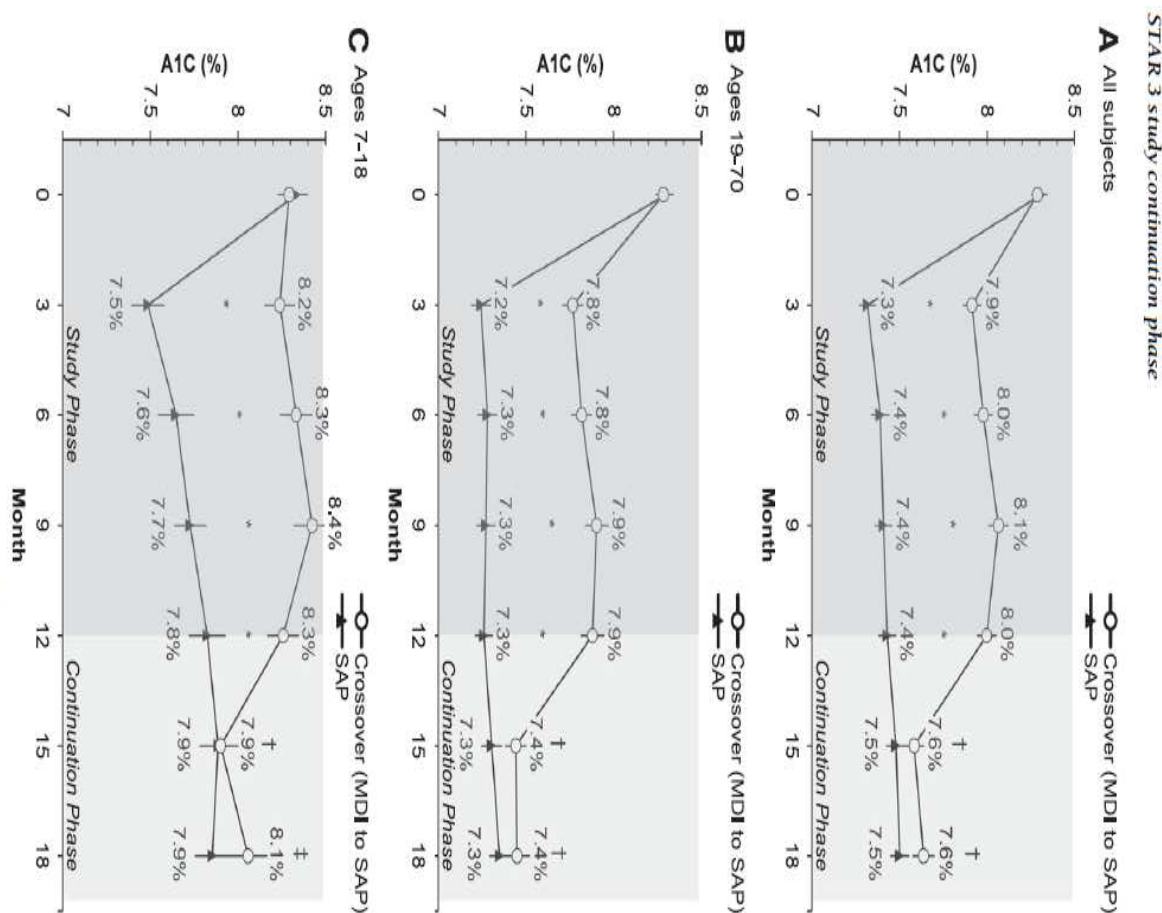 STAR 3 study continuation phase
A All subjects
Crossover (MDI to SAP)
SAP
A1C (%)
8.5
8
7.5
7
7.9%
8.0%
8.1%
8.0%
7.6%
†
7.6%
†
*
*
*
*
7.3%
7.4%
7.4%
7.4%
7.5%
7.5%
Study Phase
Continuation Phase
0 3 6 9 12 15 18
Month
B Ages 19-70
Crossover (MDI to SAP)
SAP
A1C (%)
8.5
8
7.5
7
7.8%
7.8%
7.9%
7.9%
7.4%
†
7.4%
†
*
*
*
*
7.2%
7.3%
7.3%
7.3%
7.3%
7.3%
Study Phase
Continuation Phase
0 3 6 9 12 15 18
Month
C Ages 7-18
Crossover (MDI to SAP)
SAP
A1C (%)
8.5
8
7.5
7
8.2%
8.3%
8.4%
8.3%
7.9%
†
8.1%
‡
*
*
*
7.5%
7.6%
7.7%
7.8%
7.9%
7.9%
Study Phase
Continuation Phase
0 3 6 9 12 15 18
Month